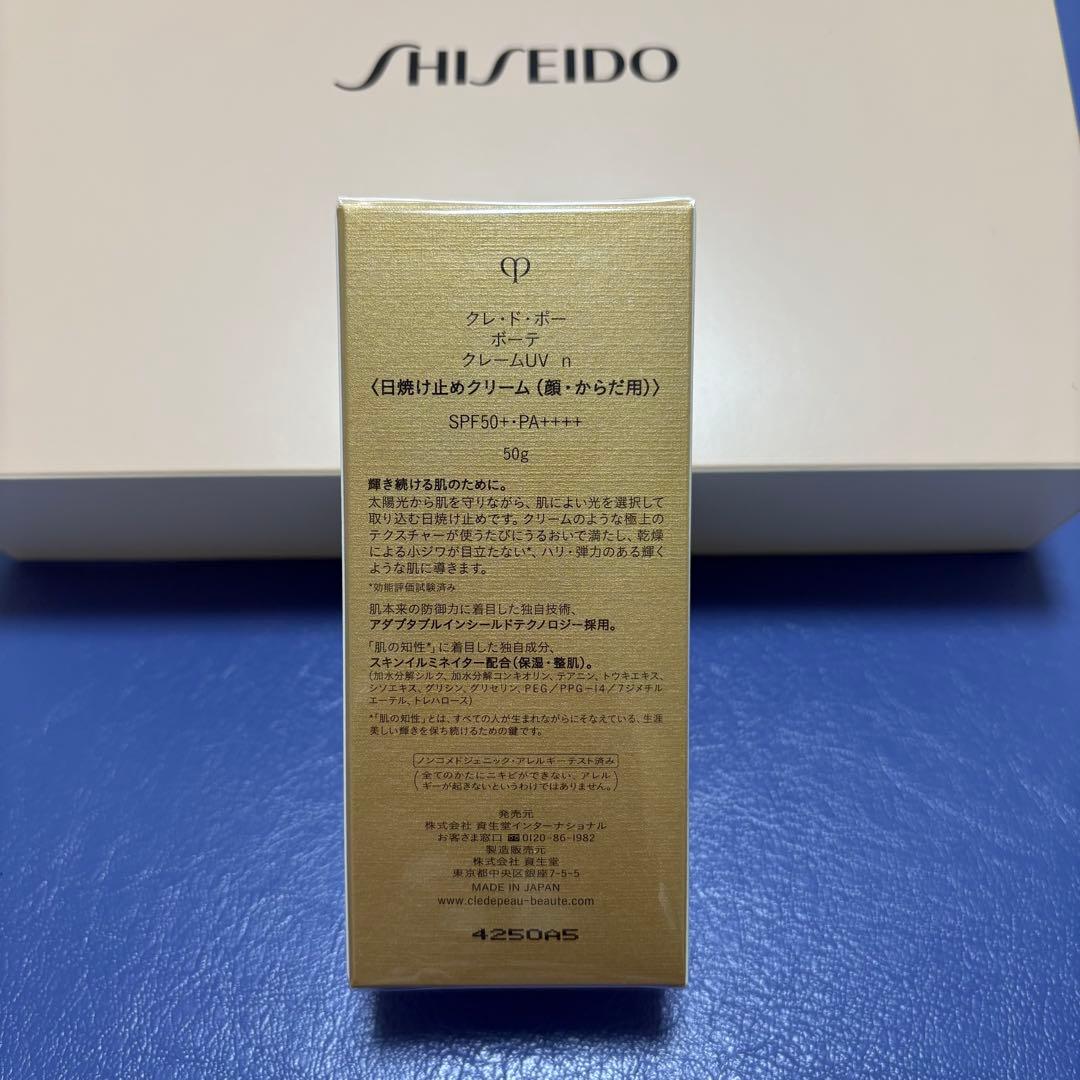 SHISEIDO
クレ・ド・ポー
ボーテ
クレームUV n
〈日焼け止めクリーム(顔・からだ用)〉
SPF50+・PA++++
50g
輝き続ける肌のために。
太陽光から肌を守りながら、肌によい光を選択して
取り込む日焼け止めです。クリームのような極上の
テクスチャーが使うたびにうるおいで満たし、乾燥
による小ジワが目立たない*、ハリ・弾力のある輝く
ような肌に導きます。
*効能評価試験済み
肌本来の防御力に着目した独自技術、
アダプタブルインシールドテクノロジー採用。
「肌の知性*」に着目した独自成分、
スキンイルミネイター配合(保湿・整肌)。
(加水分解シルク、加水分解コンキオリン、テアニン、トウキエキス、
シソエキス、グリシン、グリセリン、PEG/PPG-14/7ジメチル
エーテル、トレハロース)
*「肌の知性」とは、すべての人が生まれながらにそなえている、生涯
美しい輝きを保ち続けるための鍵です。
ノンコメドジェニック・アレルギーテスト済み
(全てのかたにニキビができない、アレル
ギーが起きないというわけではありません。)
発売元
株式会社 資生堂インターナショナル
お客さま窓口 0120-86-1982
製造販売元
株式会社 資生堂
東京都中央区銀座7-5-5
MADE IN JAPAN
www.cledepeau-beaute.com
4250A5